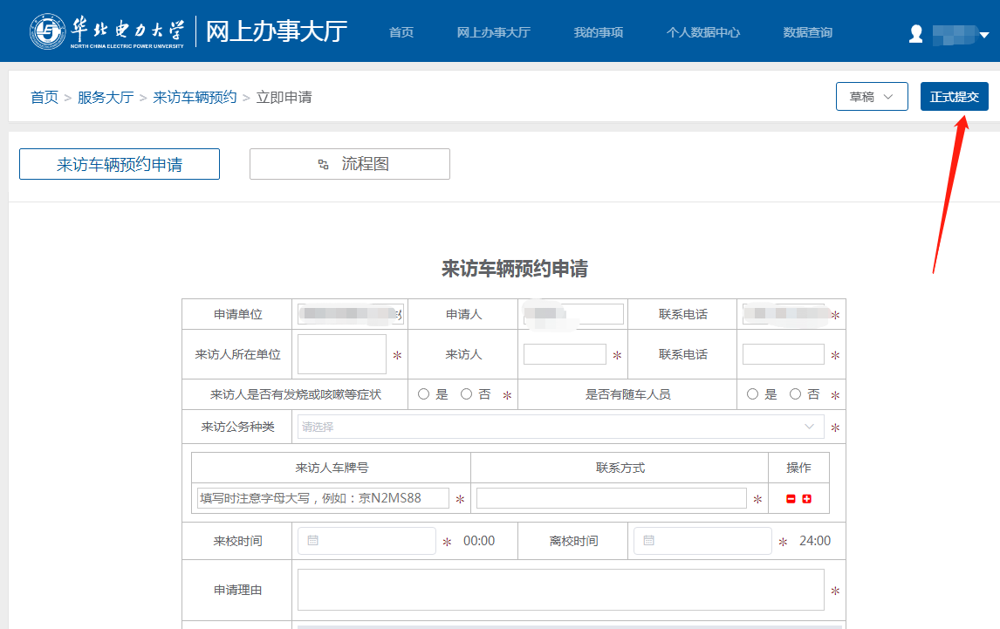 华北电力大学
NORTH CHINA ELECTRIC POWER UNIVERSITY
网上办事大厅 首页 网上办事大厅 我的事项 个人数据中心 数据查询
首页 > 服务大厅 > 来访车辆预约 > 立即申请 草稿 正式提交
来访车辆预约申请 流程图
来访车辆预约申请
申请单位 申请人 联系电话 *
来访人所在单位 * 来访人 * 联系电话 *
来访人是否有发烧或咳嗽等症状 是 否 * 是否有随车人员 是 否 *
来访公务种类 请选择 *
来访人车牌号 联系方式 操作
填写时注意字母大写，例如：京N2MS88 * *
来校时间 * 00:00 离校时间 * 24:00
申请理由 *